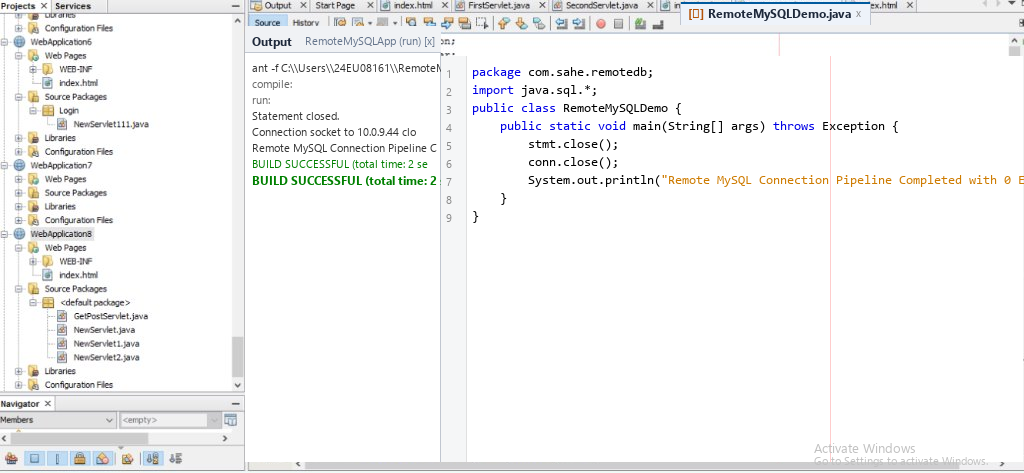 Projects
Services
Libraries
Configuration Files
WebApplication6
Web Pages
WEB-INF
index.html
Source Packages
Login
NewServlet111.java
Libraries
Configuration Files
WebApplication7
Web Pages
Source Packages
Libraries
Configuration Files
WebApplication8
Web Pages
WEB-INF
index.html
Source Packages
<default package>
GetPostServlet.java
NewServlet.java
NewServlet1.java
NewServlet2.java
Libraries
Configuration Files
Navigator
Members
<empty>
Output
Start Page
index.html
FirstServlet.java
SecondServlet.java
in
ex.html
RemoteMySQLDemo.java x
Source
History
Output RemoteMySQLApp (run) [x]
ant -f C:\\Users\\24EU08161\\RemoteM
compile:
run:
Statement closed.
Connection socket to 10.0.9.44 clo
Remote MySQL Connection Pipeline C
BUILD SUCCESSFUL (total time: 2 se
BUILD SUCCESSFUL (total time: 2
on;
1 package com.sahe.remotedb;
2 import java.sql.*;
3 public class RemoteMySQLDemo {
4 public static void main(String[] args) throws Exception {
5 stmt.close();
6 conn.close();
7 System.out.println("Remote MySQL Connection Pipeline Completed with 0 E
8 }
9 }
Activate Windows
Go to Settings to activate Windows.